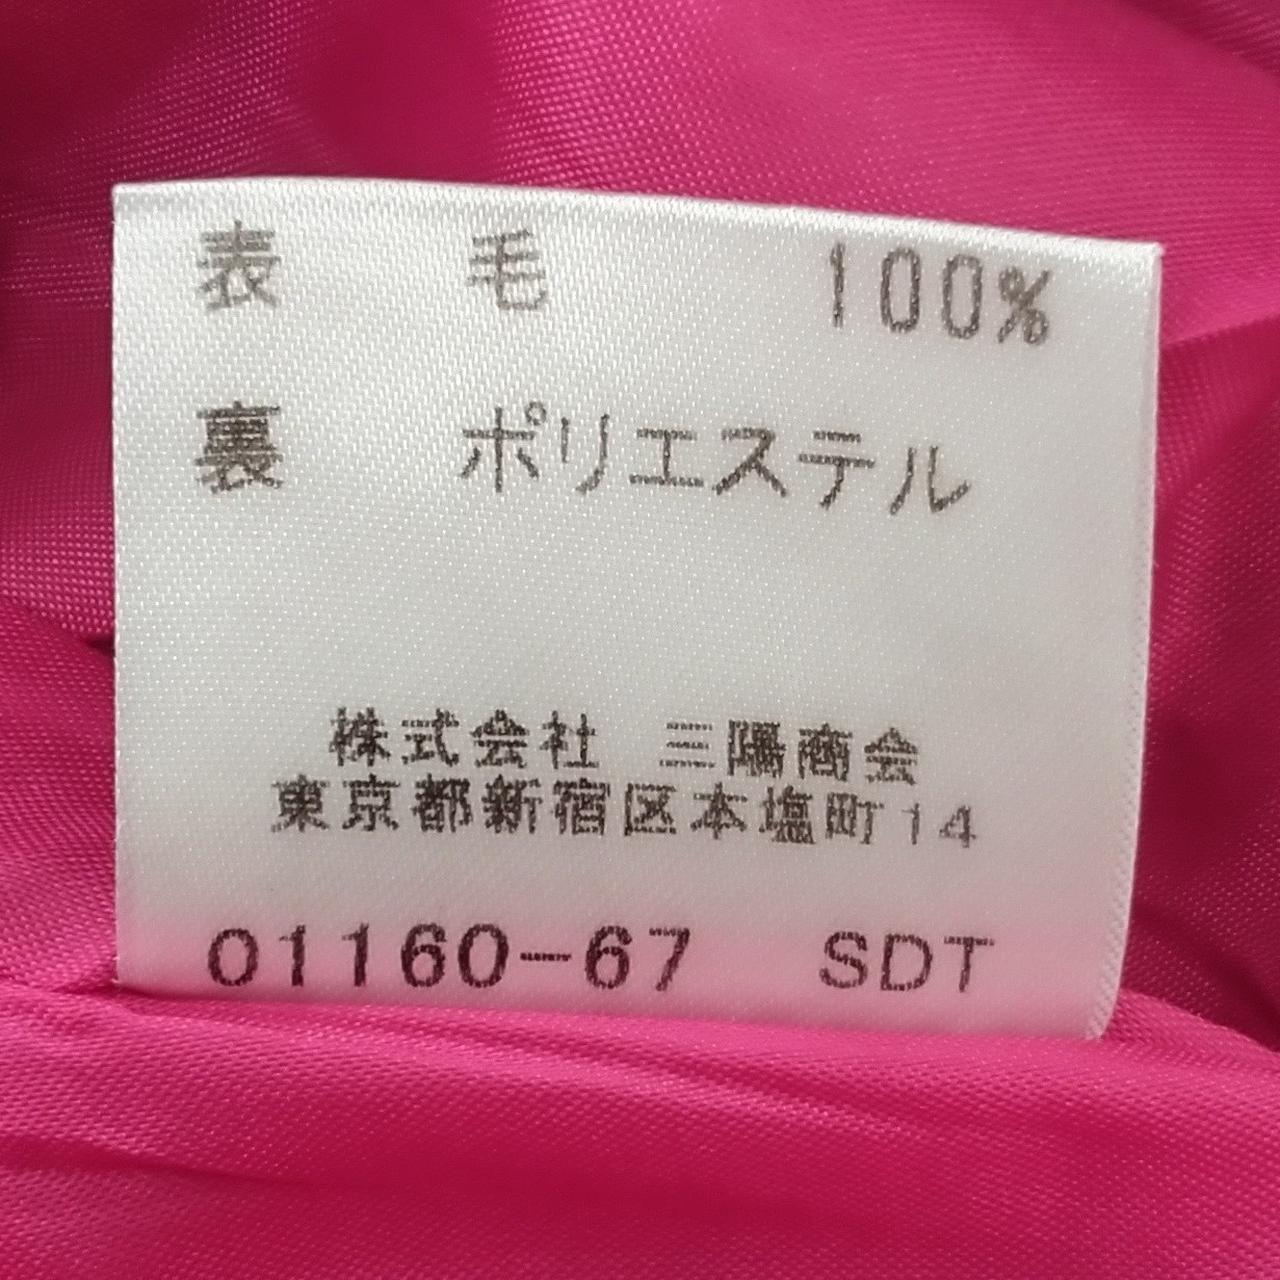 表 毛 100%
裏 ポリエステル
株式会社 三陽商会
東京都新宿区本塩町14
01160-67 SDT